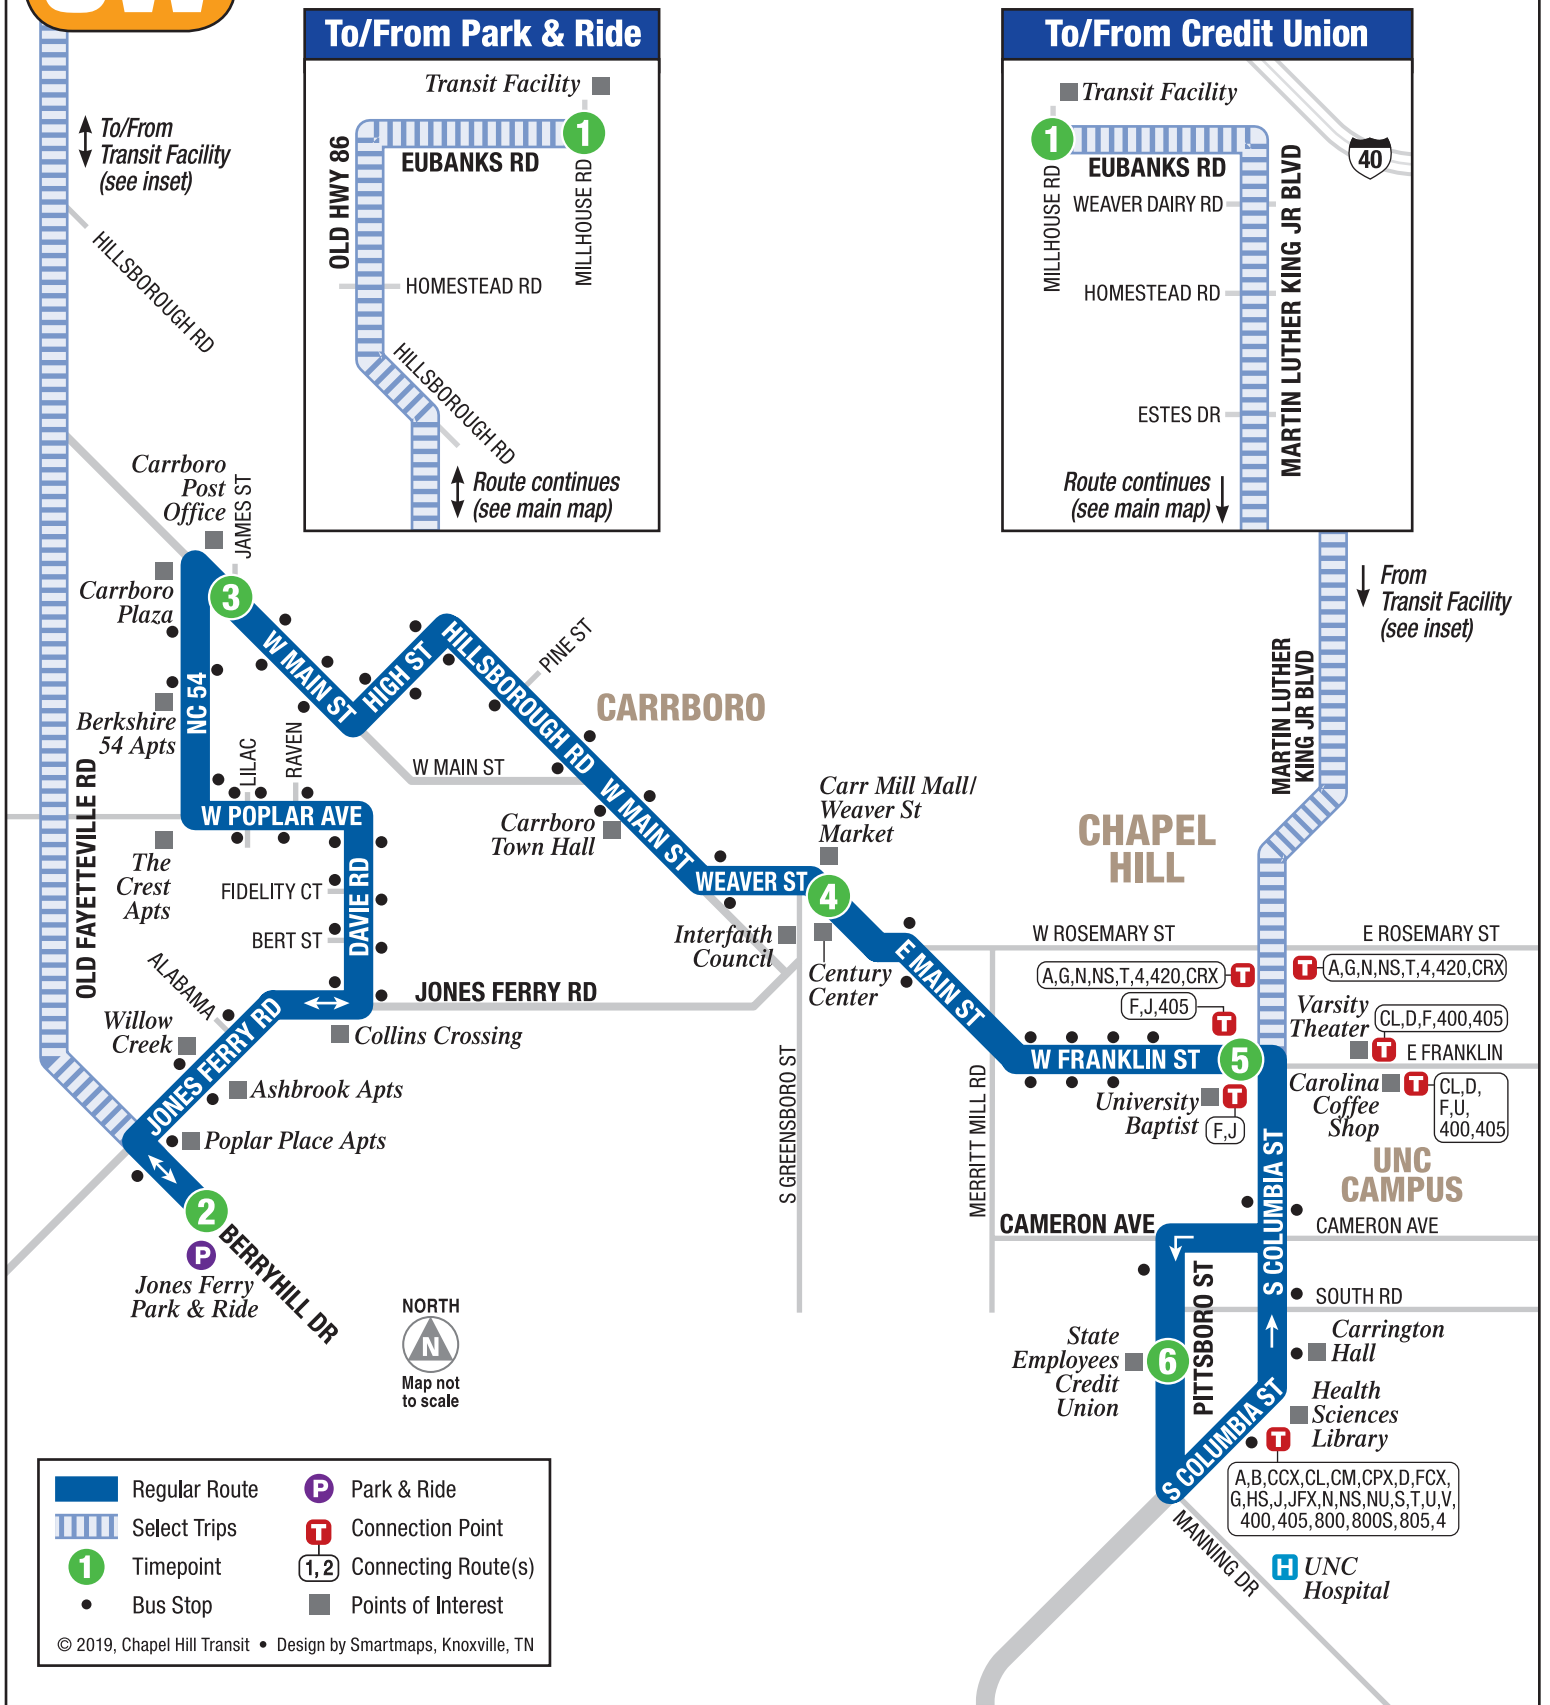 CW
To/From Park & Ride
Transit Facility
1
EUBANKS RD
OLD HWY 86
MILLHOUSE RD
HOMESTEAD RD
HILLSBOROUGH RD
Route continues
(see main map)
To/From Credit Union
Transit Facility
1
EUBANKS RD
MILLHOUSE RD
WEAVER DAIRY RD
HOMESTEAD RD
ESTES DR
MARTIN LUTHER KING JR BLVD
40
Route continues
(see main map)
To/From
Transit Facility
(see inset)
HILLSBOROUGH RD
Carrboro
Post
Office
JAMES ST
Carrboro
Plaza
3
W MAIN ST
HIGH ST
HILLSBOROUGH RD
PINE ST
CARRBORO
From
Transit Facility
(see inset)
MARTIN LUTHER
KING JR BLVD
NC 54
Berkshire
54 Apts
LILAC
RAVEN
W MAIN ST
W POPLAR AVE
W MAIN ST
Carrboro
Town Hall
Carr Mill Mall/
Weaver St
Market
CHAPEL
HILL
The
Crest
Apts
OLD FAYETTEVILLE RD
FIDELITY CT
BERT ST
DAVIE RD
WEAVER ST
4
Interfaith
Council
Century
Center
E MAIN ST
W ROSEMARY ST
E ROSEMARY ST
A,G,N,NS,T,4,420,CRX
T
T
A,G,N,NS,T,4,420,CRX
F,J,405
T
Varsity
Theater
CL,D,F,400,405
T
E FRANKLIN
ALABAMA
JONES FERRY RD
JONES FERRY RD
Willow
Creek
Collins Crossing
Ashbrook Apts
Poplar Place Apts
W FRANKLIN ST
5
University
Baptist
T
F,J
Carolina
Coffee
Shop
T
CL,D,
F,U,
400,405
UNC
CAMPUS
S GREENSBORO ST
MERRITT MILL RD
2
P
BERRYHILL DR
Jones Ferry
Park & Ride
CAMERON AVE
S COLUMBIA ST
CAMERON AVE
PITTSBORO ST
SOUTH RD
State
Employees
Credit
Union
6
Carrington
Hall
Health
Sciences
Library
S COLUMBIA ST
T
A,B,CCX,CL,CM,CPX,D,FCX,
G,HS,J,JFX,N,NS,NU,S,T,U,V,
400,405,800,800S,805,4
MANNING DR
H UNC
Hospital
NORTH
N
Map not
to scale
Regular Route
P Park & Ride
Select Trips
T Connection Point
1 Timepoint
1,2 Connecting Route(s)
Bus Stop
Points of Interest
© 2019, Chapel Hill Transit • Design by Smartmaps, Knoxville, TN